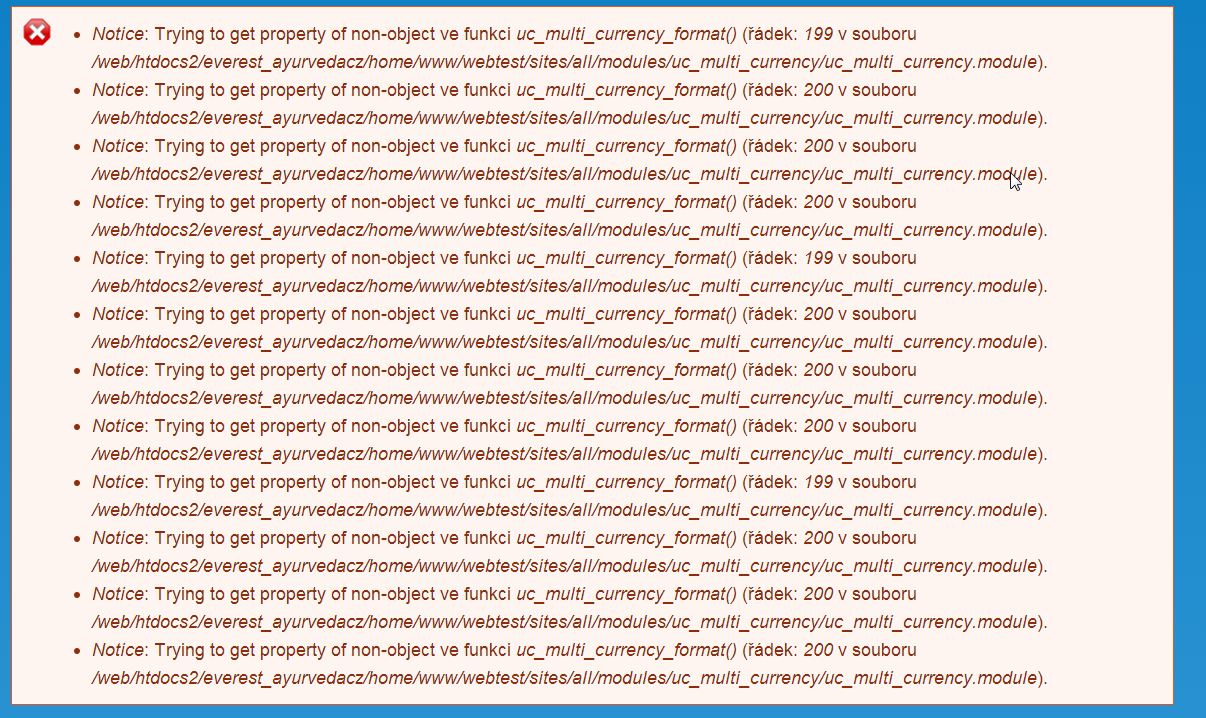 Notice: Trying to get property of non-object ve funkci uc_multi_currency_format() (řádek: 199 v souboru
/web/htdocs2/everest_ayurvedacz/home/www/webtest/sites/all/modules/uc_multi_currency/uc_multi_currency.module).
Notice: Trying to get property of non-object ve funkci uc_multi_currency_format() (řádek: 200 v souboru
/web/htdocs2/everest_ayurvedacz/home/www/webtest/sites/all/modules/uc_multi_currency/uc_multi_currency.module).
Notice: Trying to get property of non-object ve funkci uc_multi_currency_format() (řádek: 200 v souboru
/web/htdocs2/everest_ayurvedacz/home/www/webtest/sites/all/modules/uc_multi_currency/uc_multi_currency.module).
Notice: Trying to get property of non-object ve funkci uc_multi_currency_format() (řádek: 200 v souboru
/web/htdocs2/everest_ayurvedacz/home/www/webtest/sites/all/modules/uc_multi_currency/uc_multi_currency.module).
Notice: Trying to get property of non-object ve funkci uc_multi_currency_format() (řádek: 199 v souboru
/web/htdocs2/everest_ayurvedacz/home/www/webtest/sites/all/modules/uc_multi_currency/uc_multi_currency.module).
Notice: Trying to get property of non-object ve funkci uc_multi_currency_format() (řádek: 200 v souboru
/web/htdocs2/everest_ayurvedacz/home/www/webtest/sites/all/modules/uc_multi_currency/uc_multi_currency.module).
Notice: Trying to get property of non-object ve funkci uc_multi_currency_format() (řádek: 200 v souboru
/web/htdocs2/everest_ayurvedacz/home/www/webtest/sites/all/modules/uc_multi_currency/uc_multi_currency.module).
Notice: Trying to get property of non-object ve funkci uc_multi_currency_format() (řádek: 200 v souboru
/web/htdocs2/everest_ayurvedacz/home/www/webtest/sites/all/modules/uc_multi_currency/uc_multi_currency.module).
Notice: Trying to get property of non-object ve funkci uc_multi_currency_format() (řádek: 199 v souboru
/web/htdocs2/everest_ayurvedacz/home/www/webtest/sites/all/modules/uc_multi_currency/uc_multi_currency.module).
Notice: Trying to get property of non-object ve funkci uc_multi_currency_format() (řádek: 200 v souboru
/web/htdocs2/everest_ayurvedacz/home/www/webtest/sites/all/modules/uc_multi_currency/uc_multi_currency.module).
Notice: Trying to get property of non-object ve funkci uc_multi_currency_format() (řádek: 200 v souboru
/web/htdocs2/everest_ayurvedacz/home/www/webtest/sites/all/modules/uc_multi_currency/uc_multi_currency.module).
Notice: Trying to get property of non-object ve funkci uc_multi_currency_format() (řádek: 200 v souboru
/web/htdocs2/everest_ayurvedacz/home/www/webtest/sites/all/modules/uc_multi_currency/uc_multi_currency.module).